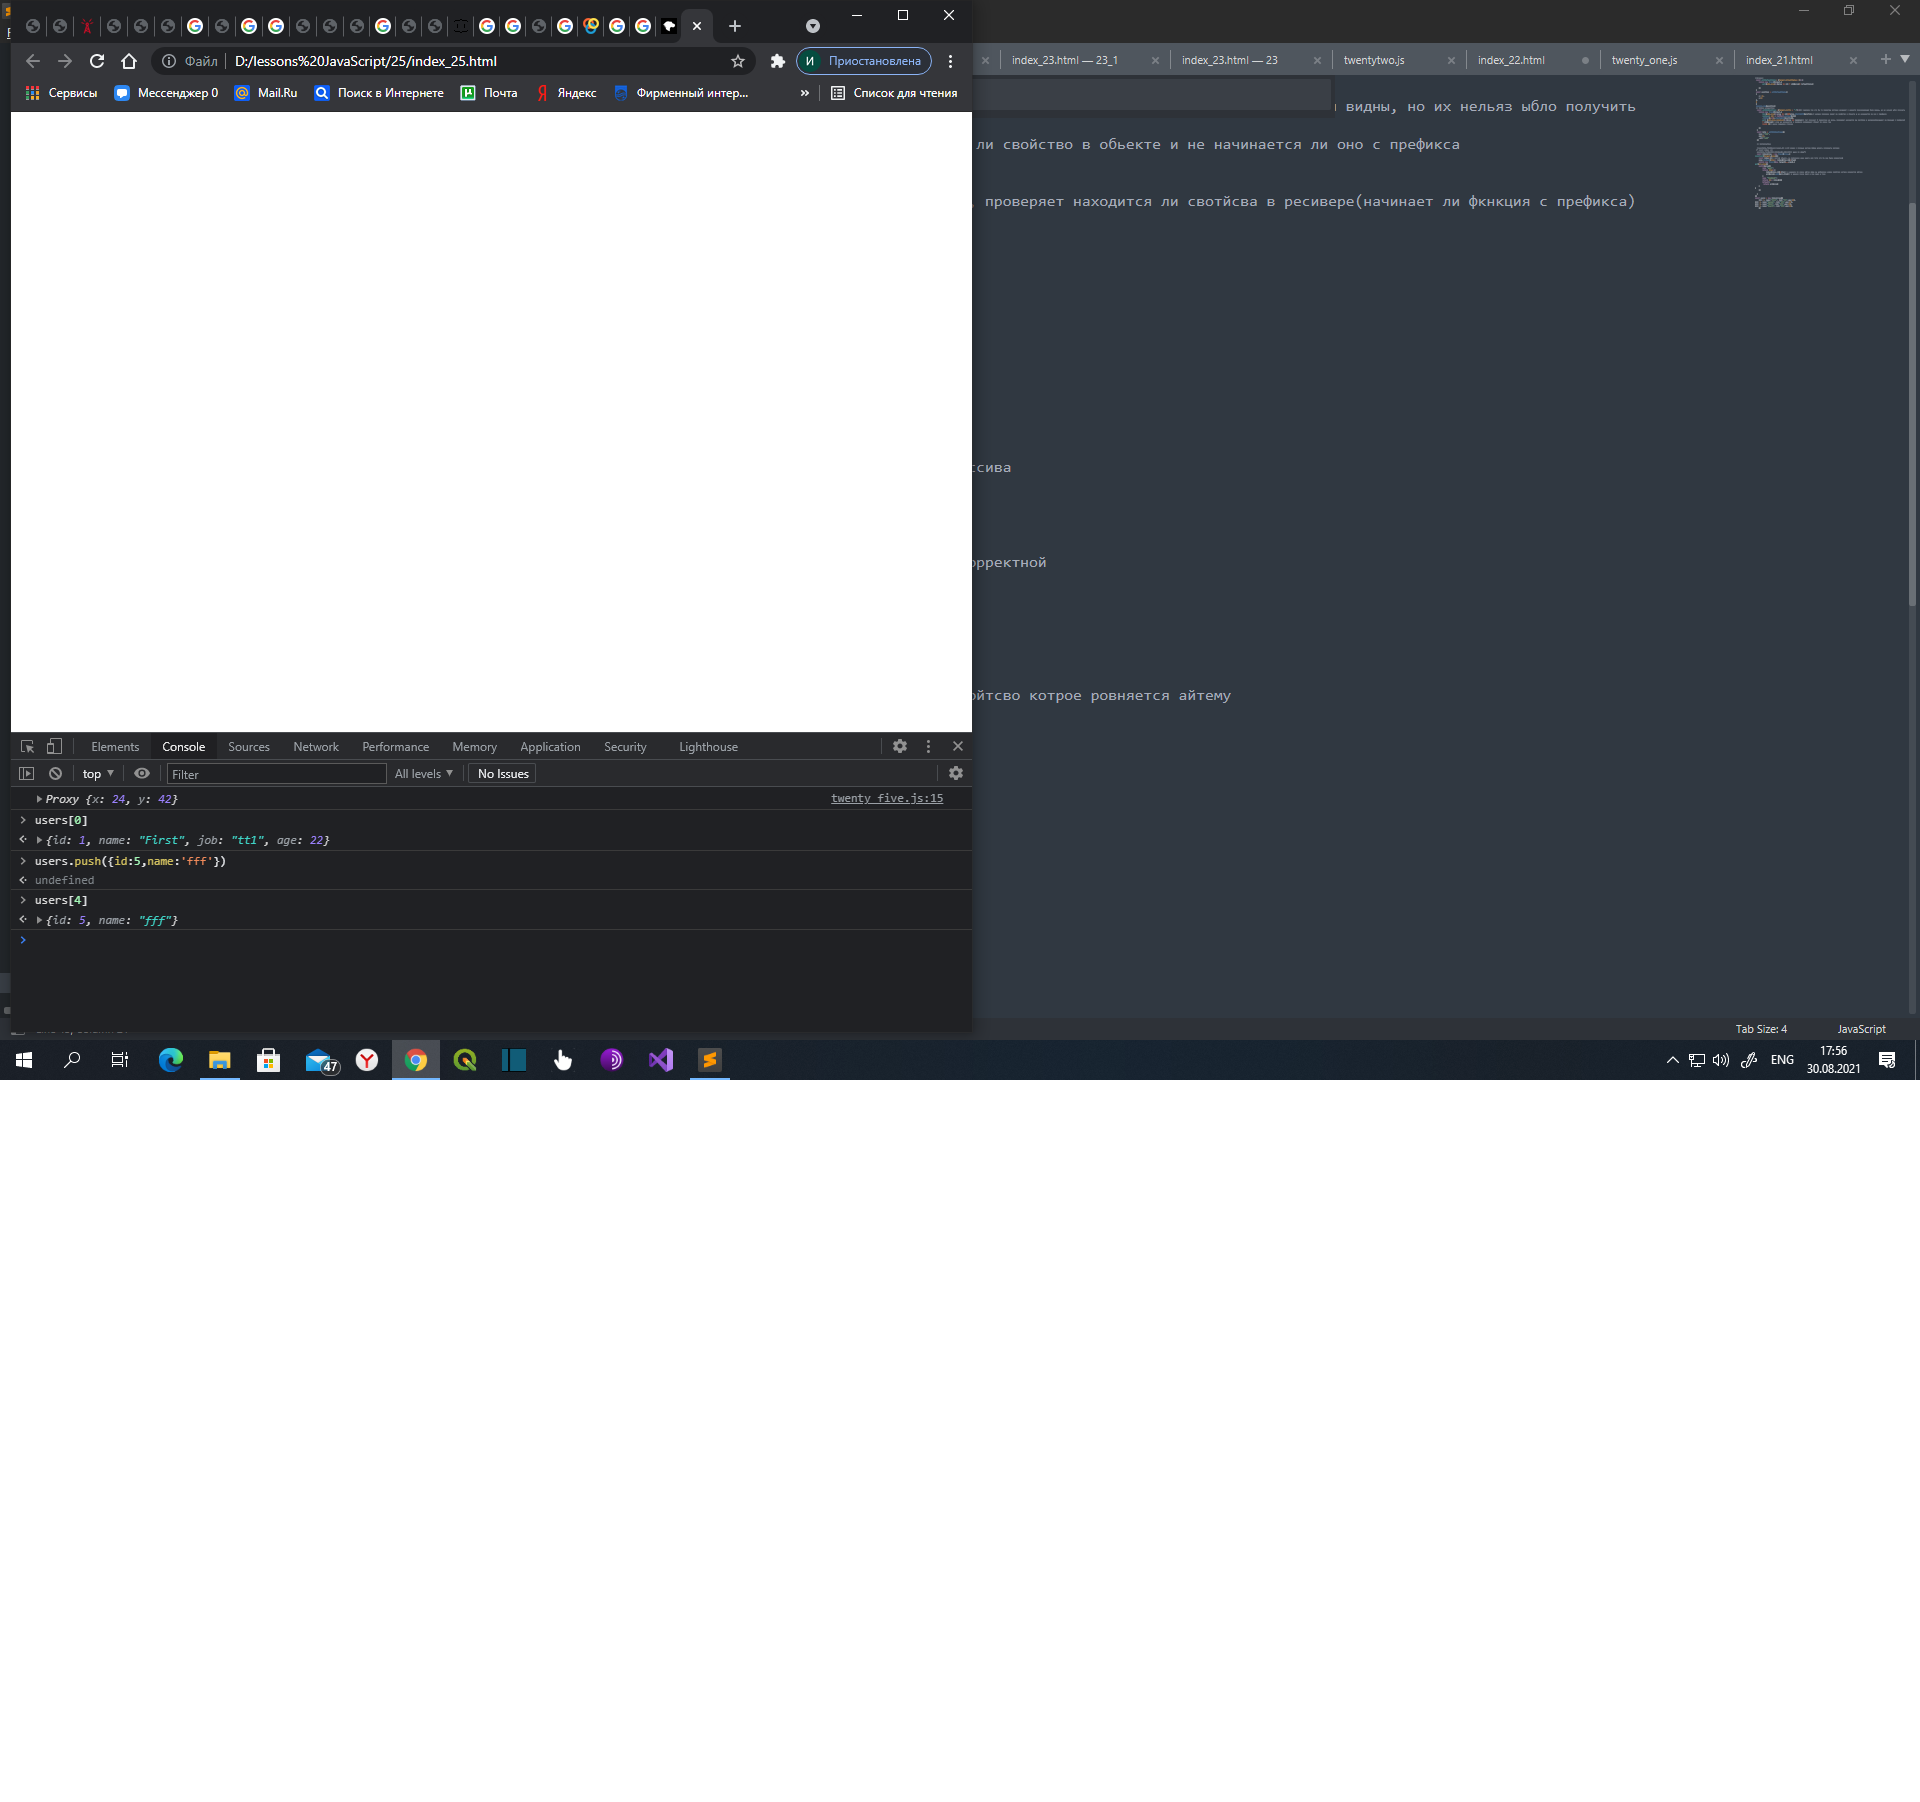 Файл
D:/lessons%20JavaScript/25/index_25.html
Приостановлена
И
Сервисы
Мессенджер 0
Mail.Ru
Поиск в Интернете
Почта
Яндекс
Фирменный интер...
»
Список для чтения
index_23.html — 23_1
index_23.html — 23
twentytwo.js
index_22.html
twenty_one.js
index_21.html
видны, но их нельяз ыбло получить
ли свойство в обьекте и не начинается ли оно с префикса
проверяет находится ли свотйсва в ресивере(начинает ли фкнкция с префикса)
ссива
орректной
ойтсво котрое ровняется айтему
Elements
Console
Sources
Network
Performance
Memory
Application
Security
Lighthouse
top
Filter
All levels
No Issues
Proxy {x: 24, y: 42}
twenty_five.js:15
users[0]
{id: 1, name: "First", job: "tt1", age: 22}
users.push({id:5,name:'fff'})
undefined
users[4]
{id: 5, name: "fff"}
Tab Size: 4
JavaScript
47
ENG
17:56
30.08.2021